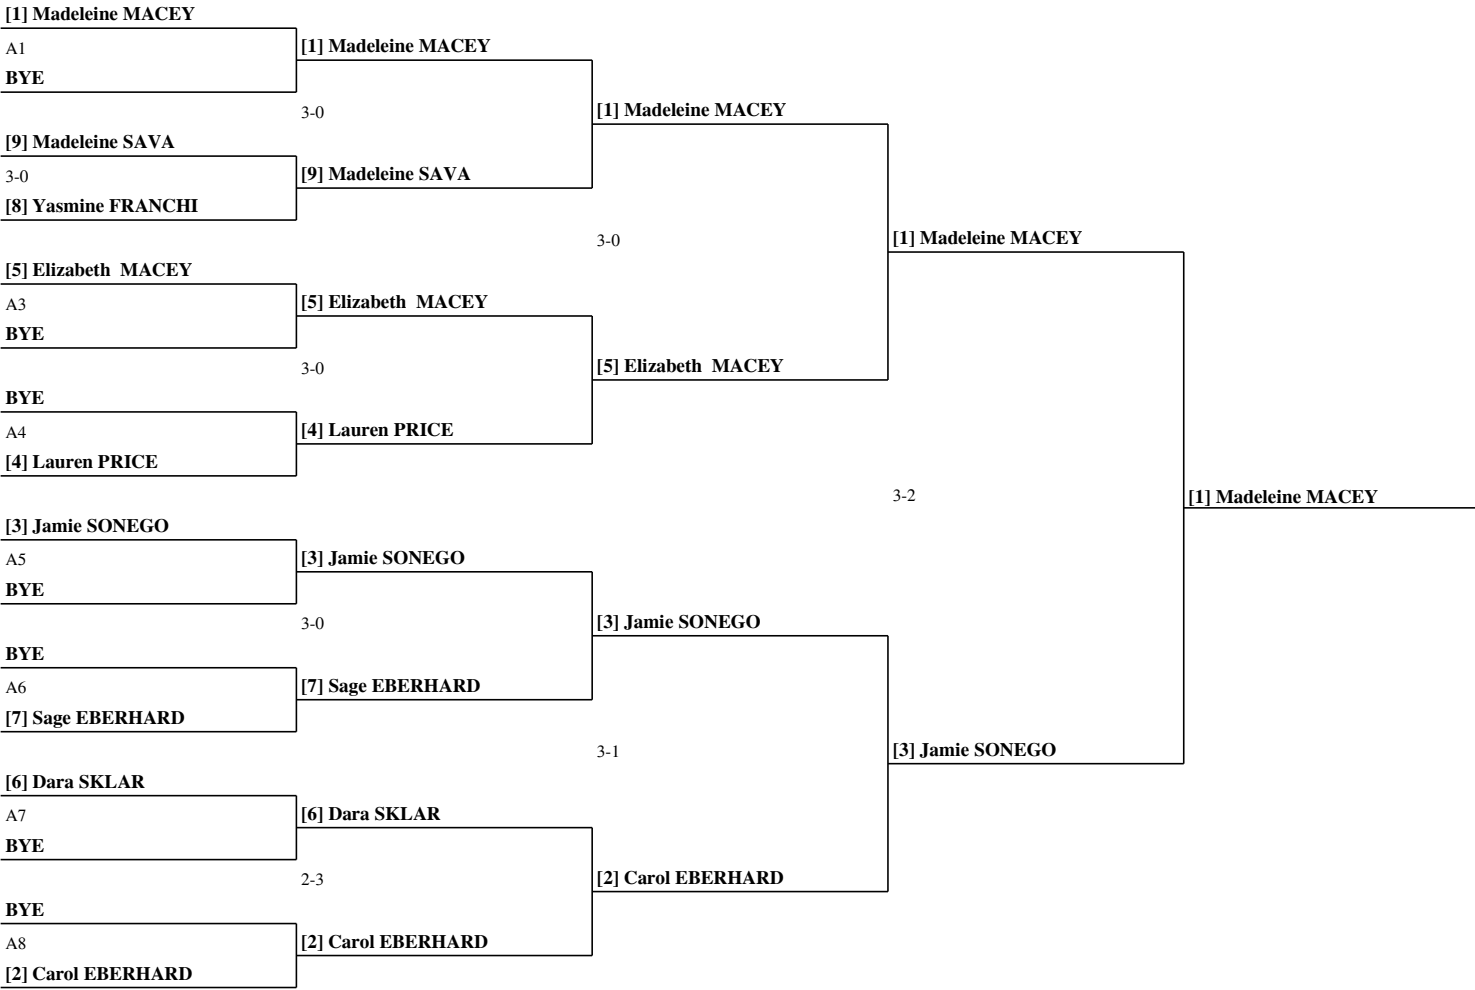 [1] Madeleine MACEY
A1
BYE
[9] Madeleine SAVA
3-0
[8] Yasmine FRANCHI
[5] Elizabeth  MACEY
A3
BYE
BYE
A4
[4] Lauren PRICE
[3] Jamie SONEGO
A5
BYE
BYE
A6
[7] Sage EBERHARD
[6] Dara SKLAR
A7
BYE
BYE
A8
[2] Carol EBERHARD
[1] Madeleine MACEY
3-0
[9] Madeleine SAVA
[5] Elizabeth  MACEY
3-0
[4] Lauren PRICE
[3] Jamie SONEGO
3-0
[7] Sage EBERHARD
[6] Dara SKLAR
2-3
[2] Carol EBERHARD
[1] Madeleine MACEY
3-0
[5] Elizabeth  MACEY
[3] Jamie SONEGO
3-1
[2] Carol EBERHARD
[1] Madeleine MACEY
3-2
[3] Jamie SONEGO
[1] Madeleine MACEY